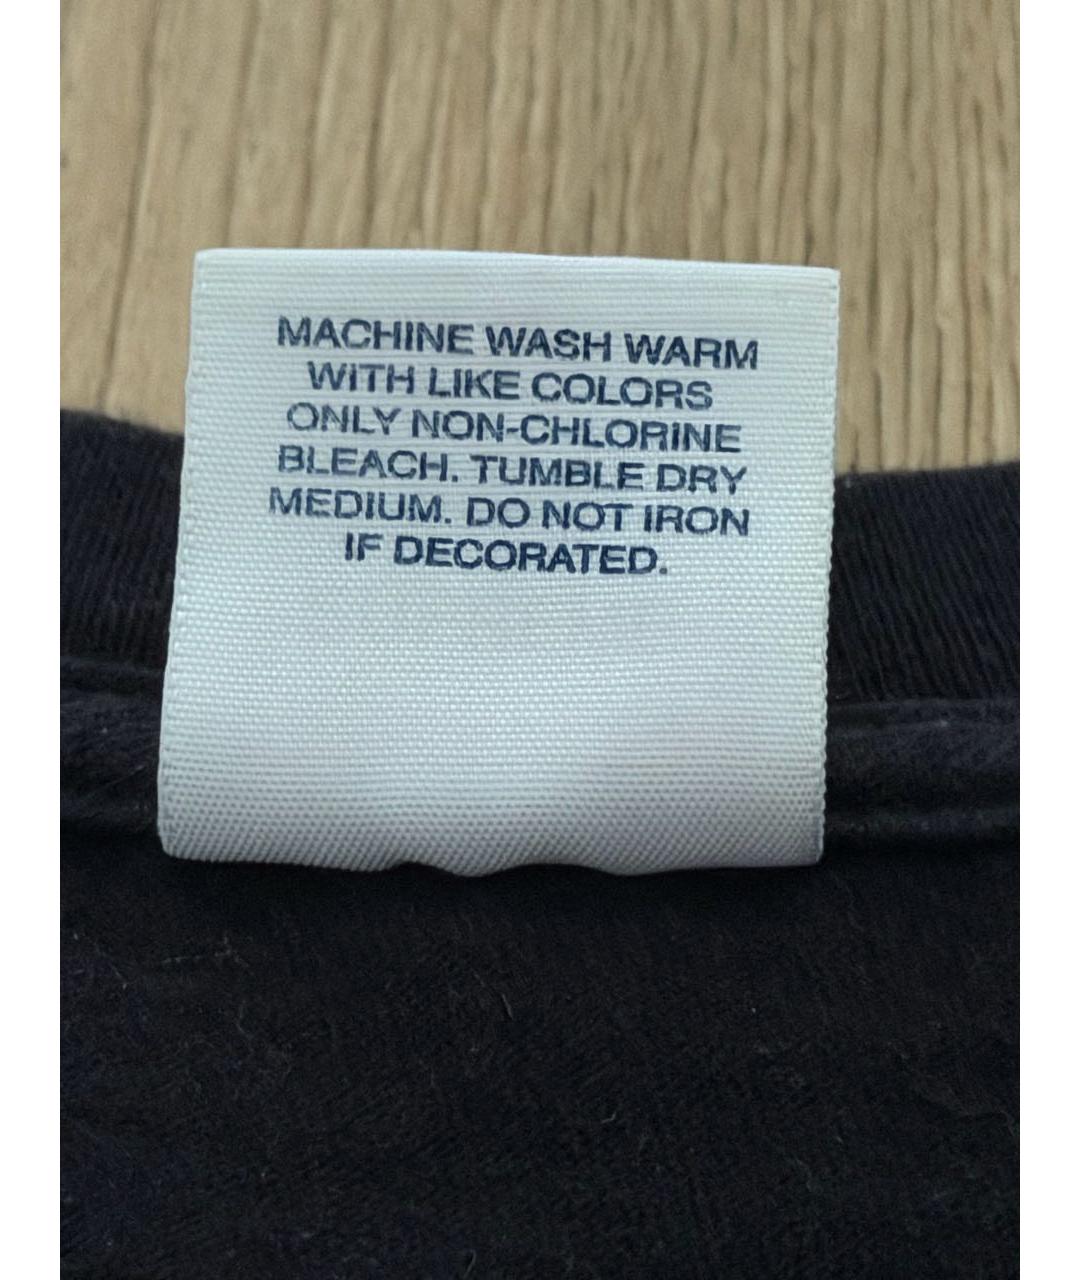 MACHINE WASH WARM
WITH LIKE COLORS
ONLY NON-CHLORINE
BLEACH. TUMBLE DRY
MEDIUM. DO NOT IRON
IF DECORATED.